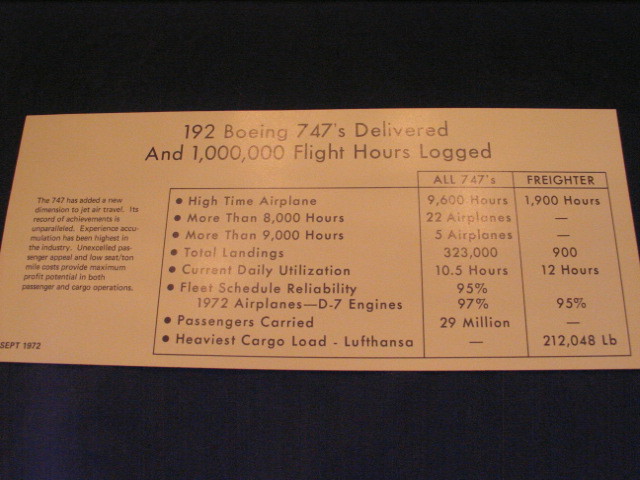 192 Boeing 747's Delivered
And 1,000,000 Flight Hours Logged
The 747 has added a new
dimension to jet air travel. Its
record of achievements is
unparalleled. Experience accu-
mulation has been highest in
the industry. Unexcelled pas-
senger appeal and low seat/ton
mile costs provide maximum
profit potential in both
passenger and cargo operations.
SEPT 1972
ALL 747's FREIGHTER
• High Time Airplane 9,600 Hours 1,900 Hours
• More Than 8,000 Hours 22 Airplanes —
• More Than 9,000 Hours 5 Airplanes —
• Total Landings 323,000 900
• Current Daily Utilization 10.5 Hours 12 Hours
• Fleet Schedule Reliability 95%
1972 Airplanes—D-7 Engines 97% 95%
• Passengers Carried 29 Million —
• Heaviest Cargo Load - Lufthansa — 212,048 Lb